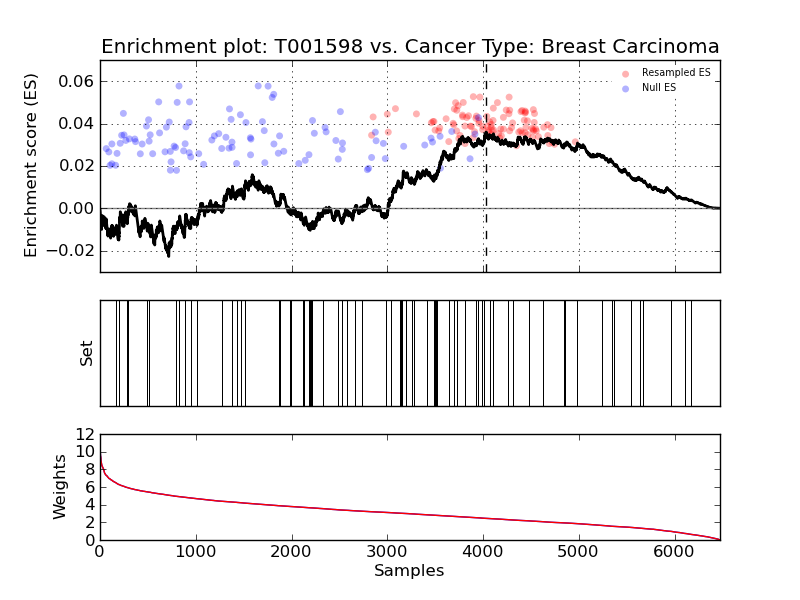 Enrichment plot: T001598 vs. Cancer Type: Breast Carcinoma
Enrichment score (ES)
0.06
0.04
0.02
0.00
−0.02
Resampled ES
Null ES
Set
Weights
12
10
8
6
4
2
0
0 1000 2000 3000 4000 5000 6000
Samples